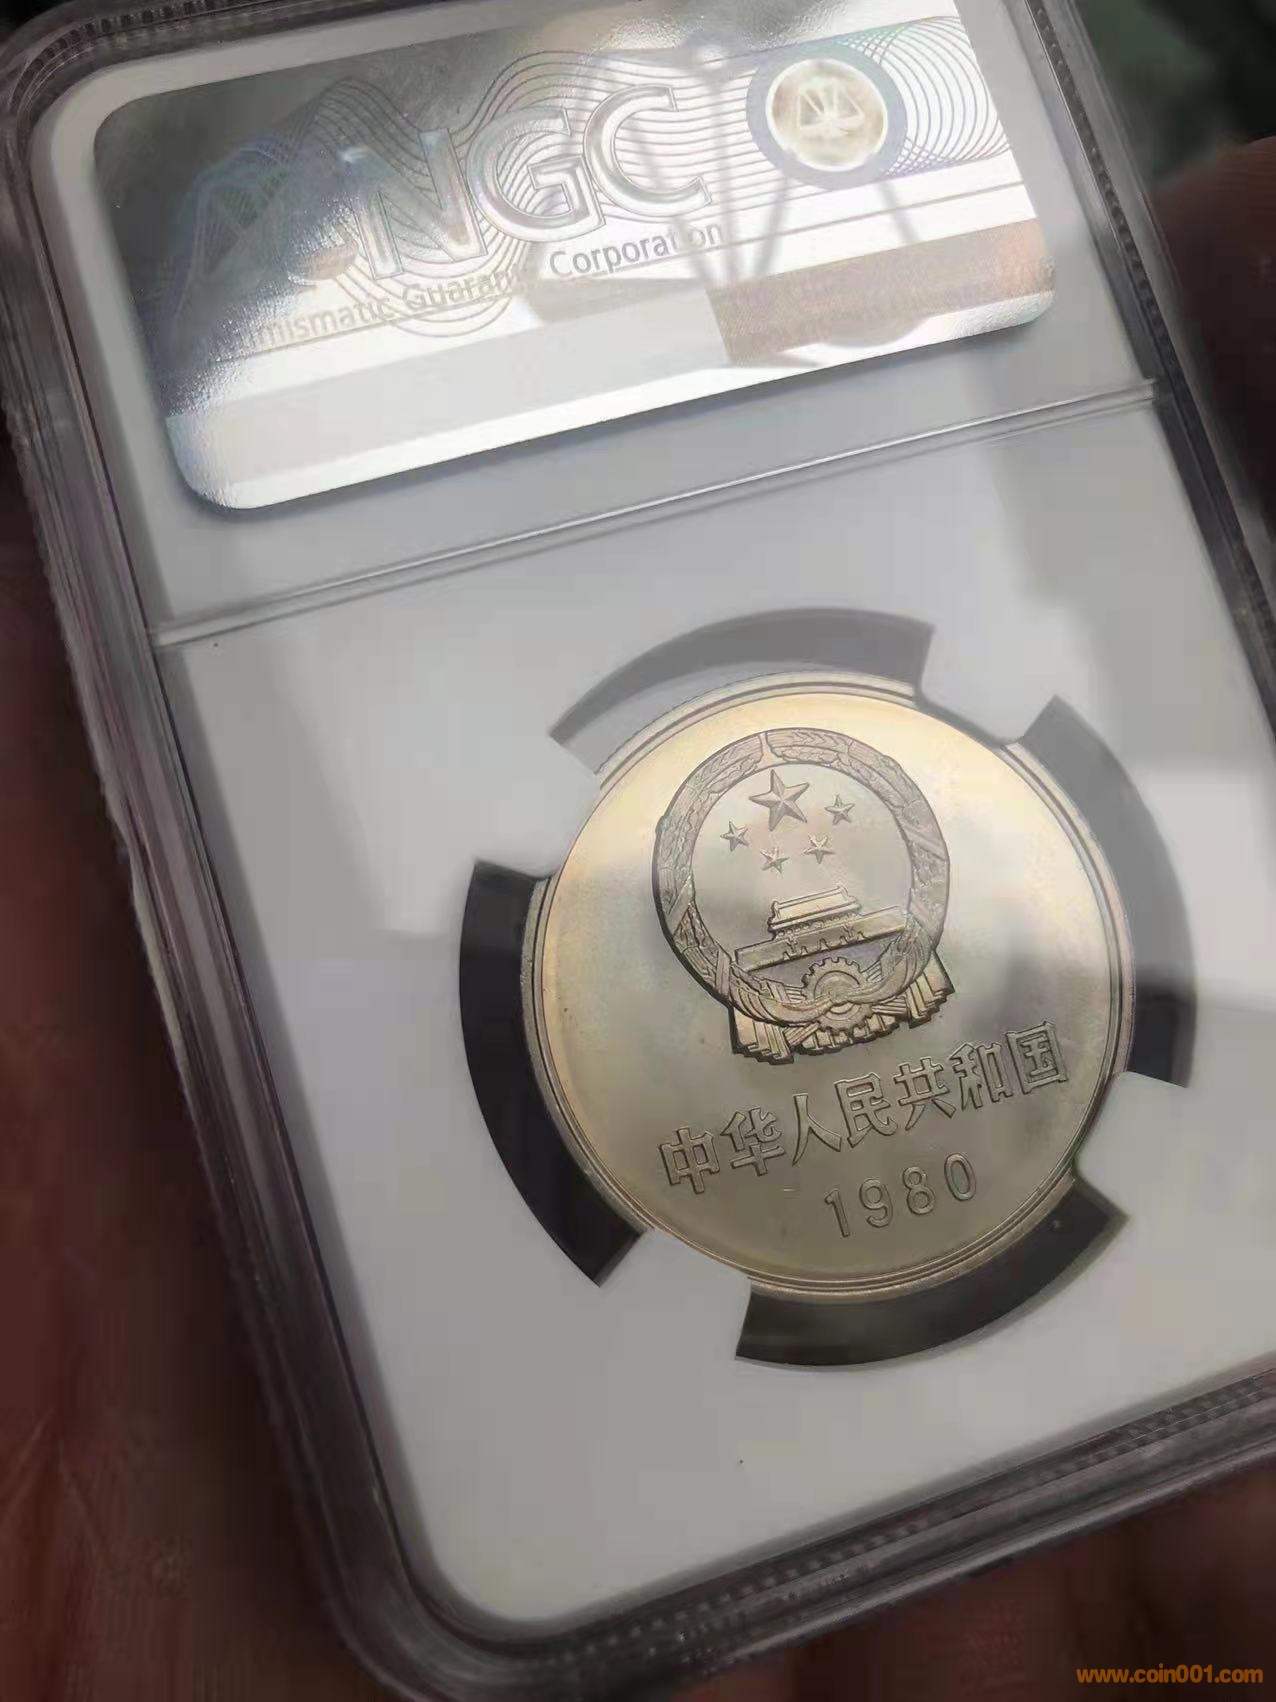 NGC
Numismatic Guaranty Corporation
中华人民共和国
1980
www.coin001.com